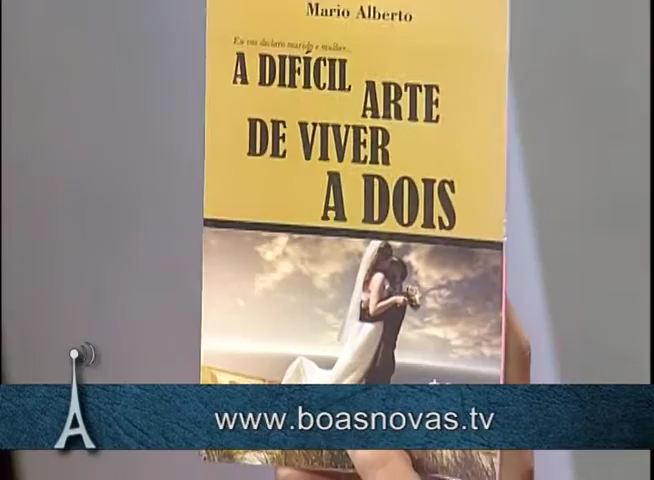 Mario Alberto
Eu vos declaro marido e mulher...
A DIFÍCIL
ARTE
DE VIVER
A DOIS
www.boasnovas.tv